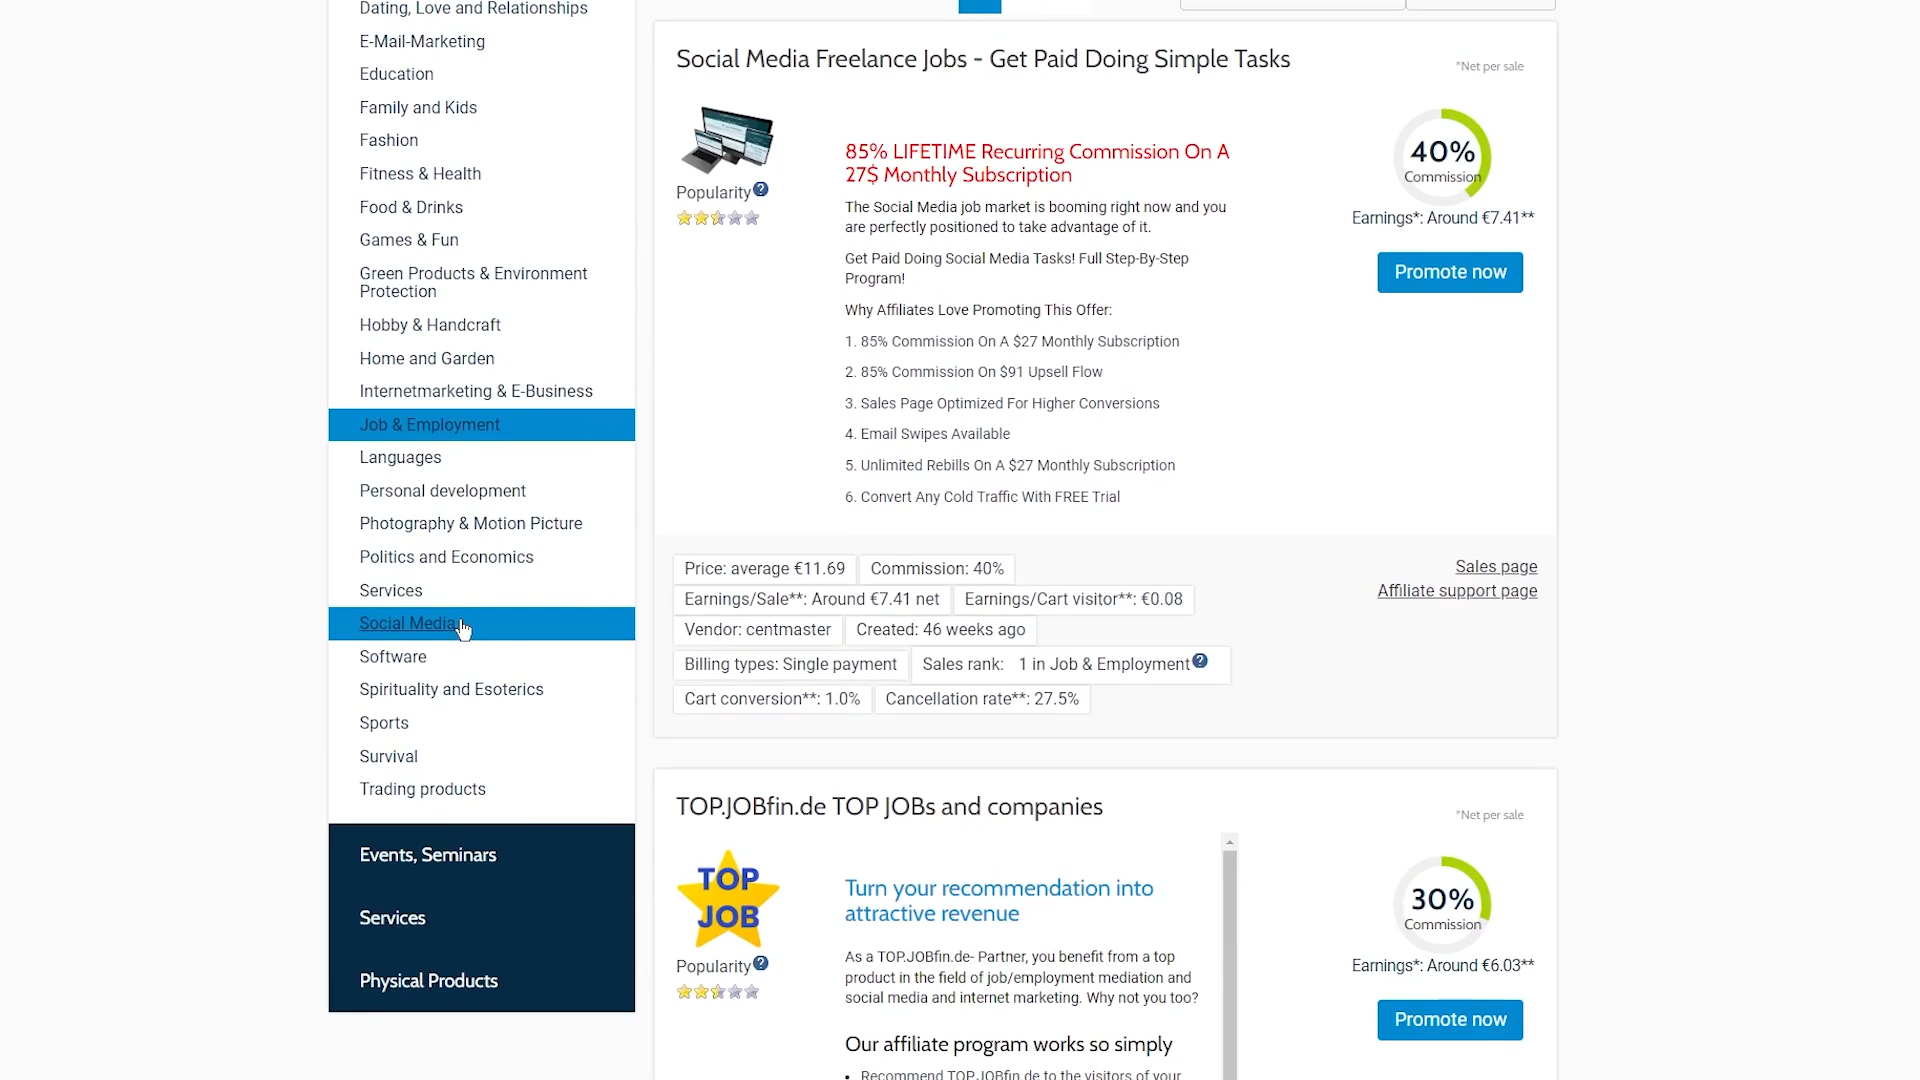 Dating, Love and Relationships
E-Mail-Marketing
Education
Family and Kids
Fashion
Fitness & Health
Food & Drinks
Games & Fun
Green Products & Environment
Protection
Hobby & Handcraft
Home and Garden
Internetmarketing & E-Business
Job & Employment
Languages
Personal development
Photography & Motion Picture
Politics and Economics
Services
Social Media
Software
Spirituality and Esoterics
Sports
Survival
Trading products
Events, Seminars
Services
Physical Products
Social Media Freelance Jobs - Get Paid Doing Simple Tasks
*Net per sale
Popularity ?
85% LIFETIME Recurring Commission On A
27$ Monthly Subscription
The Social Media job market is booming right now and you
are perfectly positioned to take advantage of it.
Get Paid Doing Social Media Tasks! Full Step-By-Step
Program!
Why Affiliates Love Promoting This Offer:
1. 85% Commission On A $27 Monthly Subscription
2. 85% Commission On $91 Upsell Flow
3. Sales Page Optimized For Higher Conversions
4. Email Swipes Available
5. Unlimited Rebills On A $27 Monthly Subscription
6. Convert Any Cold Traffic With FREE Trial
40%
Commission
Earnings*: Around €7.41**
Promote now
Price: average €11.69
Commission: 40%
Earnings/Sale**: Around €7.41 net
Earnings/Cart visitor**: €0.08
Vendor: centmaster
Created: 46 weeks ago
Billing types: Single payment
Sales rank: 1 in Job & Employment ?
Cart conversion**: 1.0%
Cancellation rate**: 27.5%
Sales page
Affiliate support page
TOP.JOBfin.de TOP JOBs and companies
*Net per sale
TOP
JOB
Popularity ?
Turn your recommendation into
attractive revenue
As a TOP.JOBfin.de- Partner, you benefit from a top
product in the field of job/employment mediation and
social media and internet marketing. Why not you too?
Our affiliate program works so simply
• Recommend TOP.JOBfin.de to the visitors of your
30%
Commission
Earnings*: Around €6.03**
Promote now